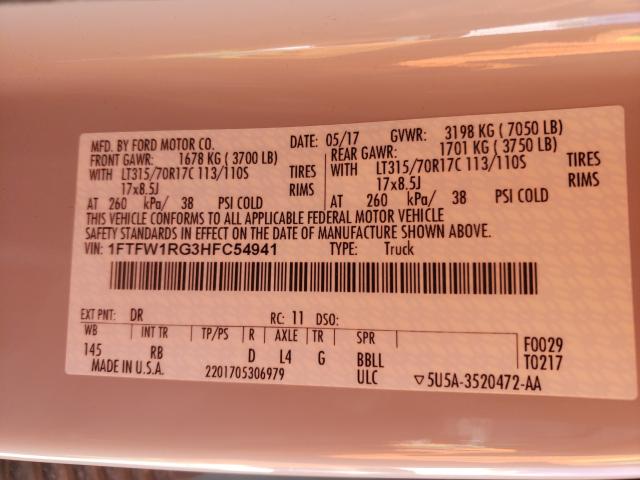 MFD. BY FORD MOTOR CO. DATE: 05/17 GVWR: 3198 KG ( 7050 LB)
FRONT GAWR: 1678 KG ( 3700 LB) REAR GAWR: 1701 KG ( 3750 LB)
WITH LT315/70R17C 113/110S TIRES WITH LT315/70R17C 113/110S TIRES
17x8.5J RIMS 17x8.5J RIMS
AT 260 kPa/ 38 PSI COLD AT 260 kPa/ 38 PSI COLD
THIS VEHICLE CONFORMS TO ALL APPLICABLE FEDERAL MOTOR VEHICLE
SAFETY STANDARDS IN EFFECT ON THE DATE OF MANUFACTURE SHOWN ABOVE.
VIN: 1FTFW1RG3HFC54941 TYPE: Truck
EXT PNT: DR RC: 11 DSO:
WB INT TR TP/PS R AXLE TR SPR F0029
145 RB D L4 G BBLL T0217
MADE IN U.S.A. 2201705306979 ULC ▽5U5A-3520472-AA